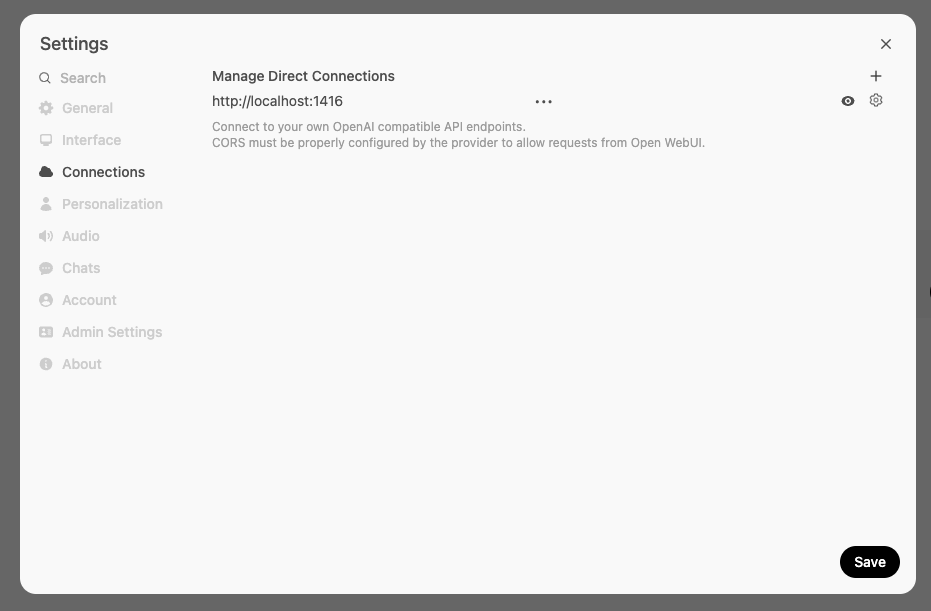 Settings
Search
General
Interface
Connections
Personalization
Audio
Chats
Account
Admin Settings
About
Manage Direct Connections
http://localhost:1416
•••
Connect to your own OpenAI compatible API endpoints.
CORS must be properly configured by the provider to allow requests from Open WebUI.
Save